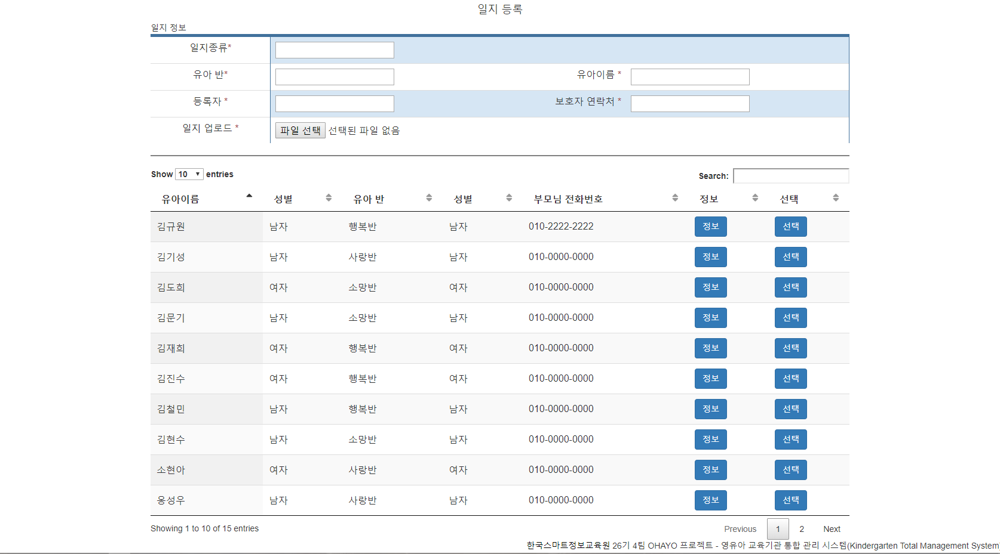 일지 등록
일지 정보
일지종류*
유아 반* 유아이름 *
등록자 * 보호자 연락처 *
일지 업로드 * 파일 선택 선택된 파일 없음
Show 10 entries Search:
유아이름 성별 유아 반 성별 부모님 전화번호 정보 선택
김규원 남자 행복반 남자 010-2222-2222 정보 선택
김기성 남자 사랑반 남자 010-0000-0000 정보 선택
김도희 여자 소망반 여자 010-0000-0000 정보 선택
김문기 남자 소망반 남자 010-0000-0000 정보 선택
김재희 여자 행복반 여자 010-0000-0000 정보 선택
김진수 여자 행복반 여자 010-0000-0000 정보 선택
김철민 남자 행복반 남자 010-0000-0000 정보 선택
김현수 남자 소망반 남자 010-0000-0000 정보 선택
소현아 여자 사랑반 여자 010-0000-0000 정보 선택
옹성우 남자 사랑반 남자 010-0000-0000 정보 선택
Showing 1 to 10 of 15 entries Previous 1 2 Next
한국스마트정보교육원 26기 4팀 OHAYO 프로젝트 - 영유아 교육기관 통합 관리 시스템(Kindergarten Total Management System)